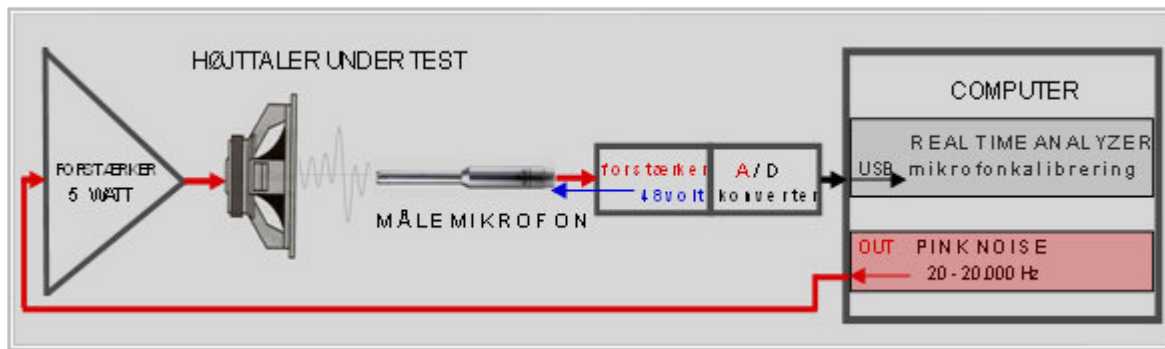 HØJTTALER UNDER TEST
FORSTÆRKER
5 WATT
MÅLEMIKROFON
forstærker
48volt
A/D
konverter
COMPUTER
REAL TIME ANALYZER
USB mikrofonkalibrering
OUT PINK NOISE
20 - 20.000 Hz